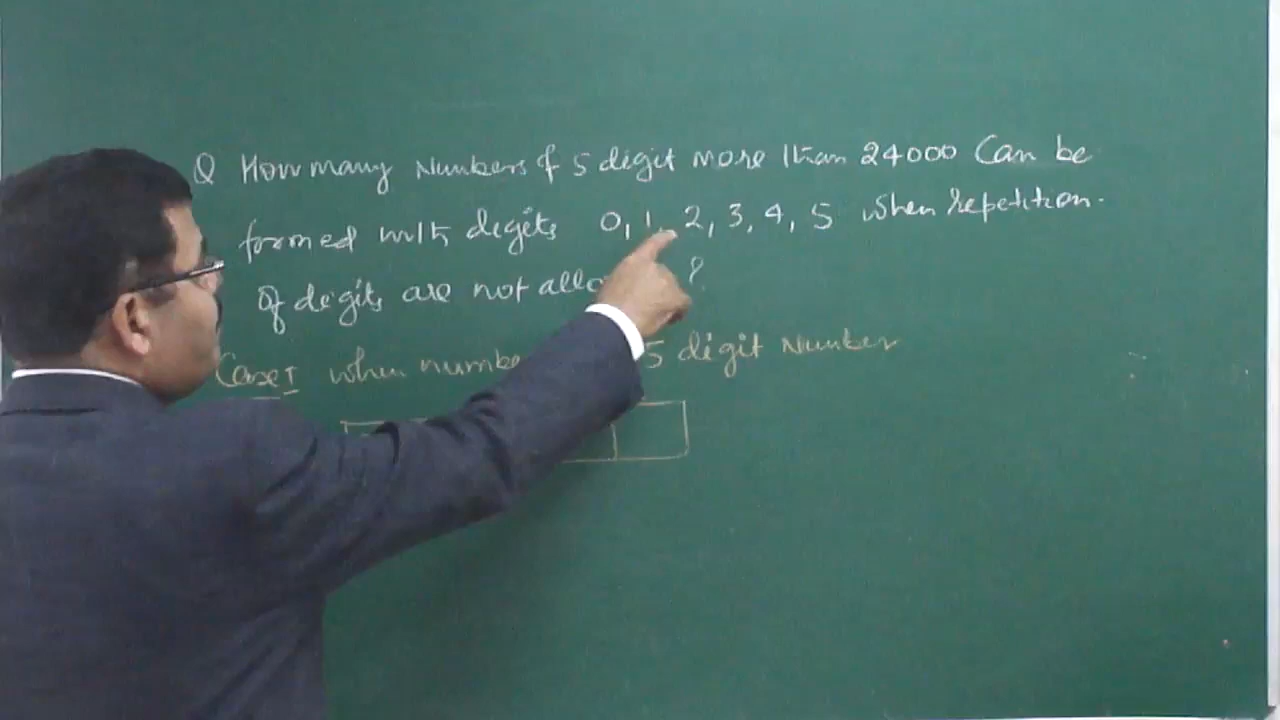 Q How many numbers of 5 digit more than 24000 Can be
formed with digits 0, 1, 2, 3, 4, 5 when repetition.
of digits are not allo ?
Case I when numbe 5 digit Number